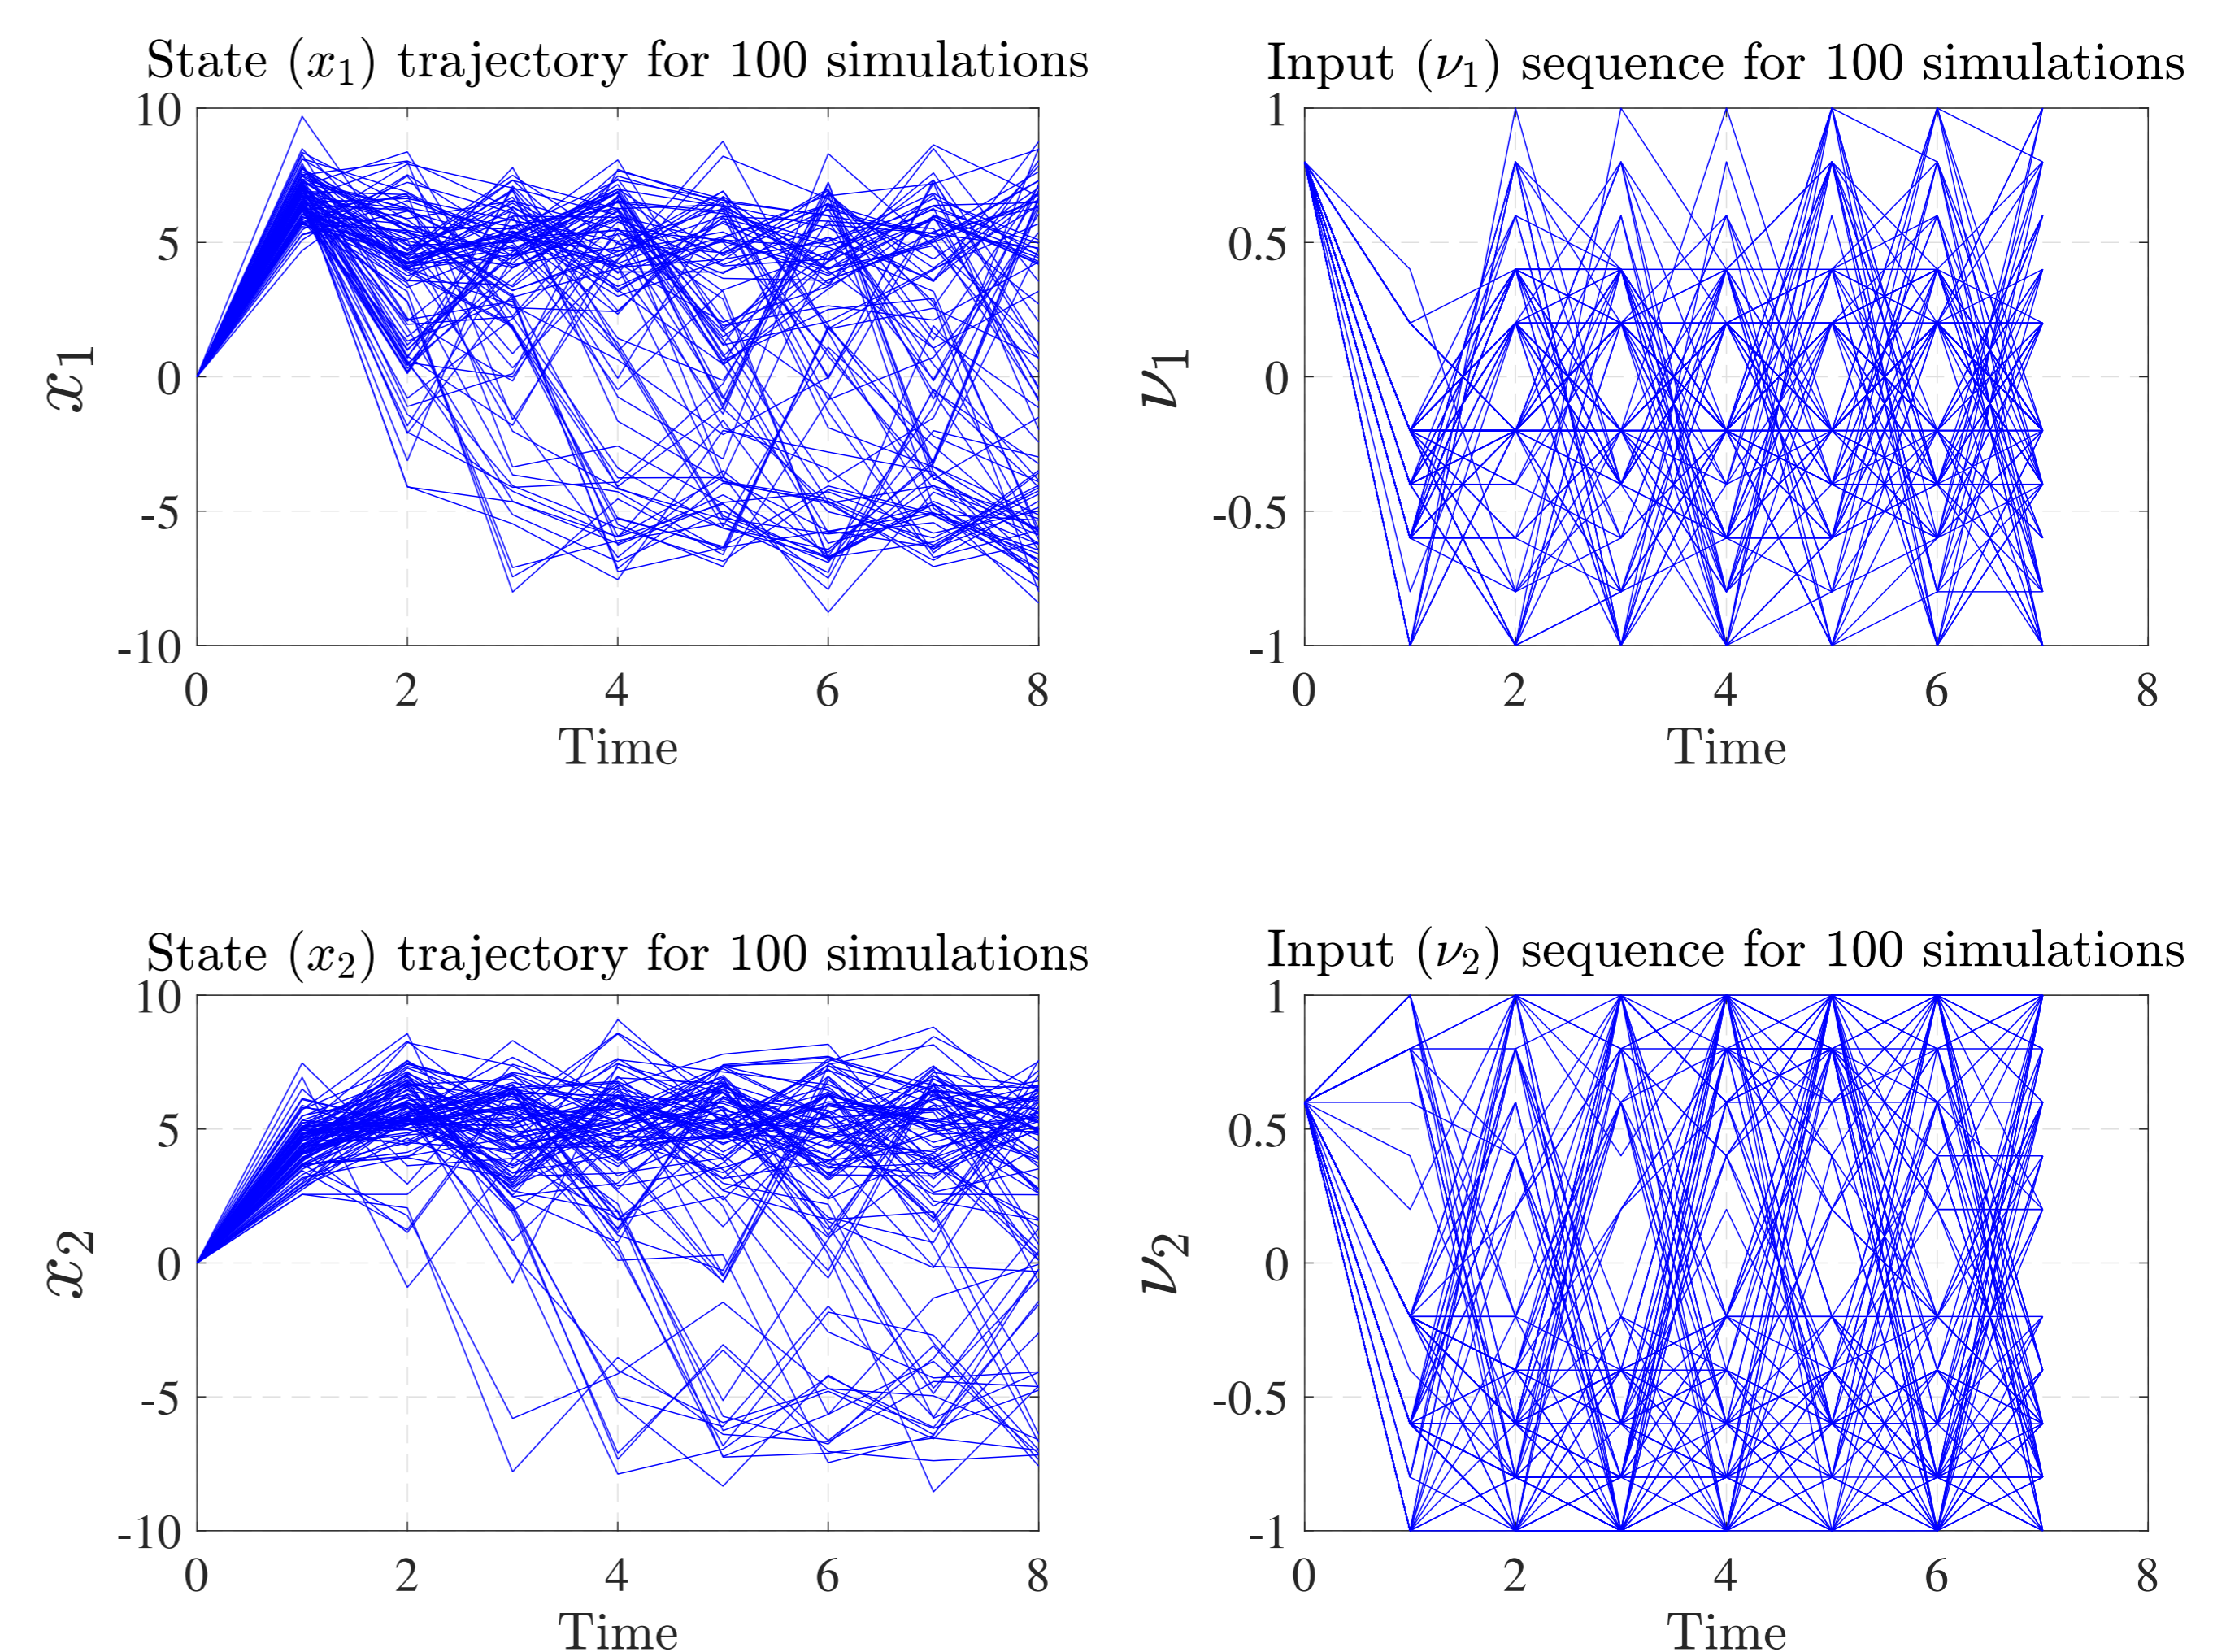 State (x₁) trajectory for 100 simulations
10
5
0
-5
-10
x₁
0 2 4 6 8
Time
Input (ν₁) sequence for 100 simulations
1
0.5
0
-0.5
-1
ν₁
0 2 4 6 8
Time
State (x₂) trajectory for 100 simulations
10
5
0
-5
-10
x₂
0 2 4 6 8
Time
Input (ν₂) sequence for 100 simulations
1
0.5
0
-0.5
-1
ν₂
0 2 4 6 8
Time